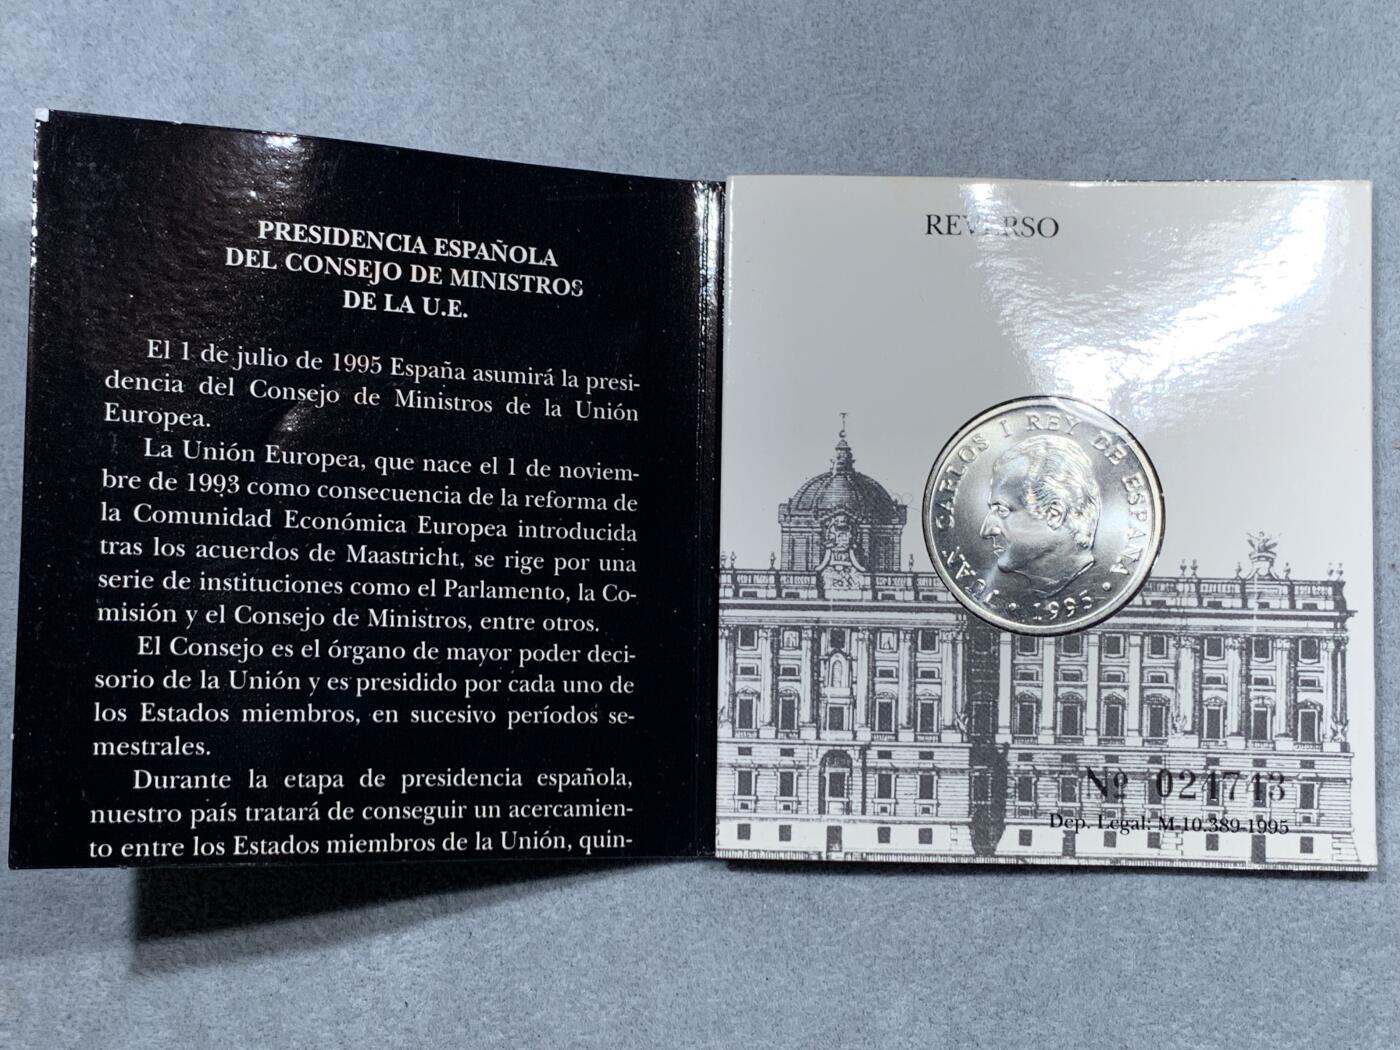 PRESIDENCIA ESPAÑOLA
DEL CONSEJO DE MINISTROS
DE LA U.E.
El 1 de julio de 1995 España asumirá la presi-
dencia del Consejo de Ministros de la Unión
Europea.
La Unión Europea, que nace el 1 de noviem-
bre de 1993 como consecuencia de la reforma de
la Comunidad Económica Europea introducida
tras los acuerdos de Maastricht, se rige por una
serie de instituciones como el Parlamento, la Co-
misión y el Consejo de Ministros, entre otros.
El Consejo es el órgano de mayor poder deci-
sorio de la Unión y es presidido por cada uno de
los Estados miembros, en sucesivo períodos se-
mestrales.
Durante la etapa de presidencia española,
nuestro país tratará de conseguir un acercamien-
to entre los Estados miembros de la Unión, quin-
REVERSO
JUAN CARLOS I REY DE ESPAÑA
• 1995 •
Nº 024743
Dep. Legal: M-10.389-1995